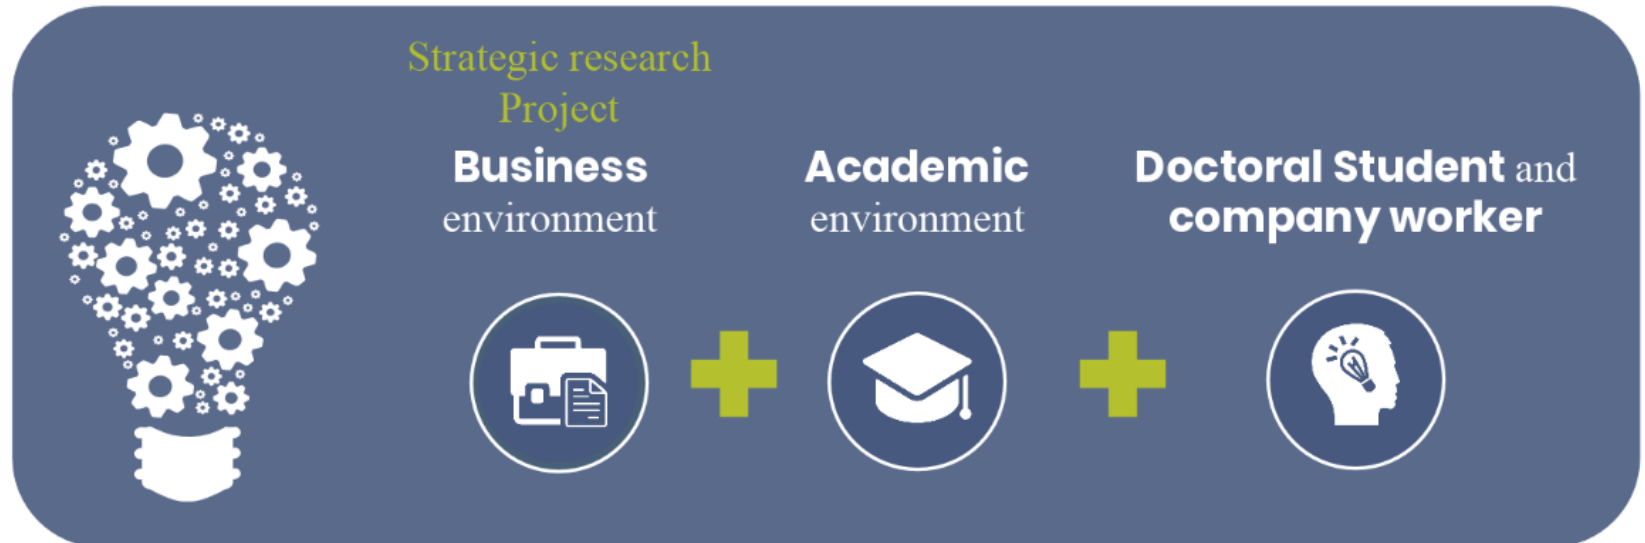 Strategic research
Project
Business
environment
Academic
environment
Doctoral Student and
company worker